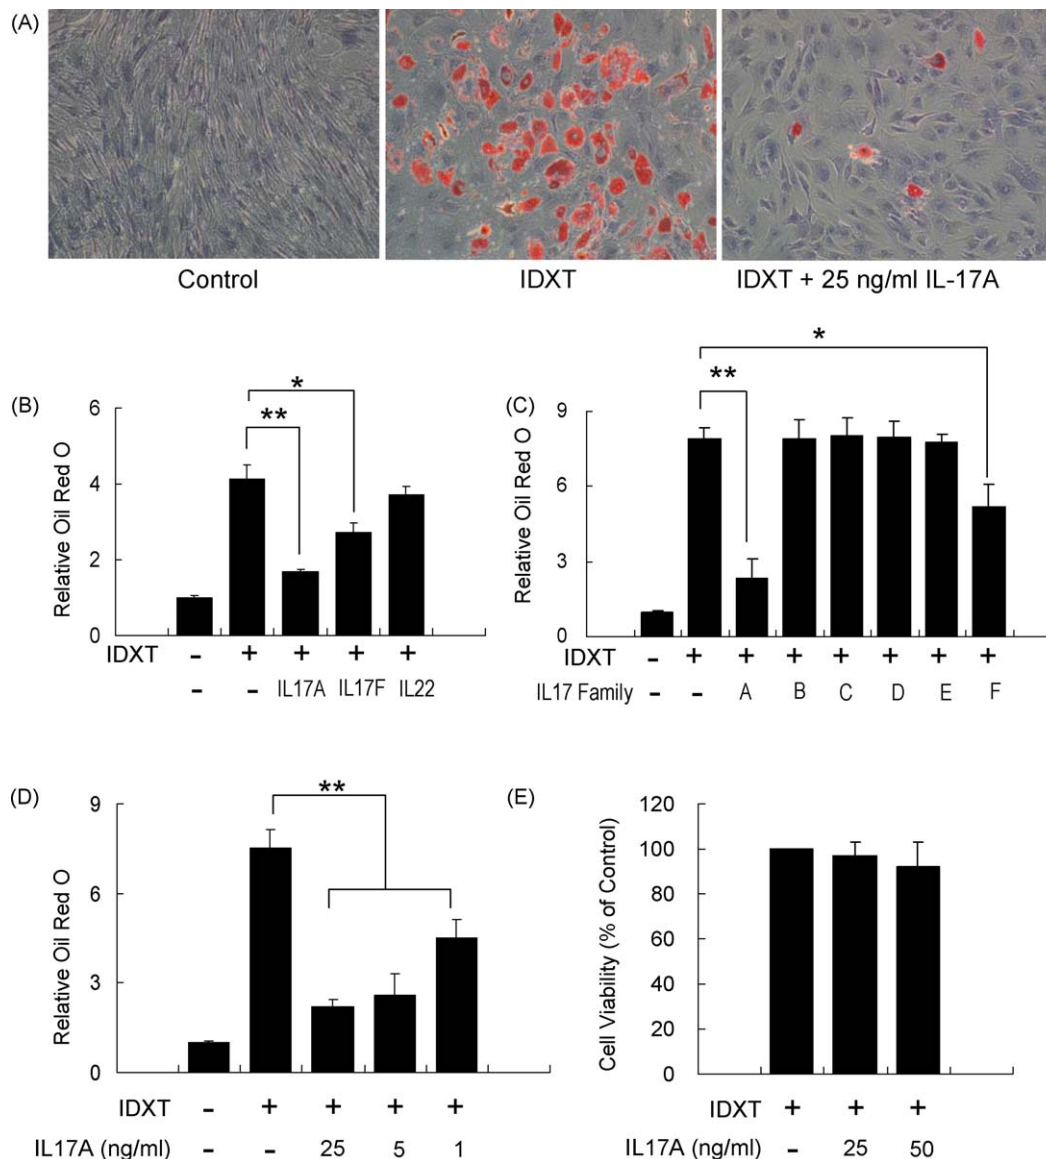 (A)
Control
IDXT
IDXT + 25 ng/ml IL-17A
(B)
Relative Oil Red O
6
4
2
0
*
**
IDXT - + + + +
- - IL17A IL17F IL22
(C)
Relative Oil Red O
9
6
3
0
*
**
IDXT - + + + + + + +
IL17 Family - - A B C D E F
(D)
Relative Oil Red O
9
6
3
0
**
IDXT - + + + +
IL17A (ng/ml) - - 25 5 1
(E)
Cell Viability (% of Control)
120
100
80
60
40
20
0
IDXT + + +
IL17A (ng/ml) - 25 50